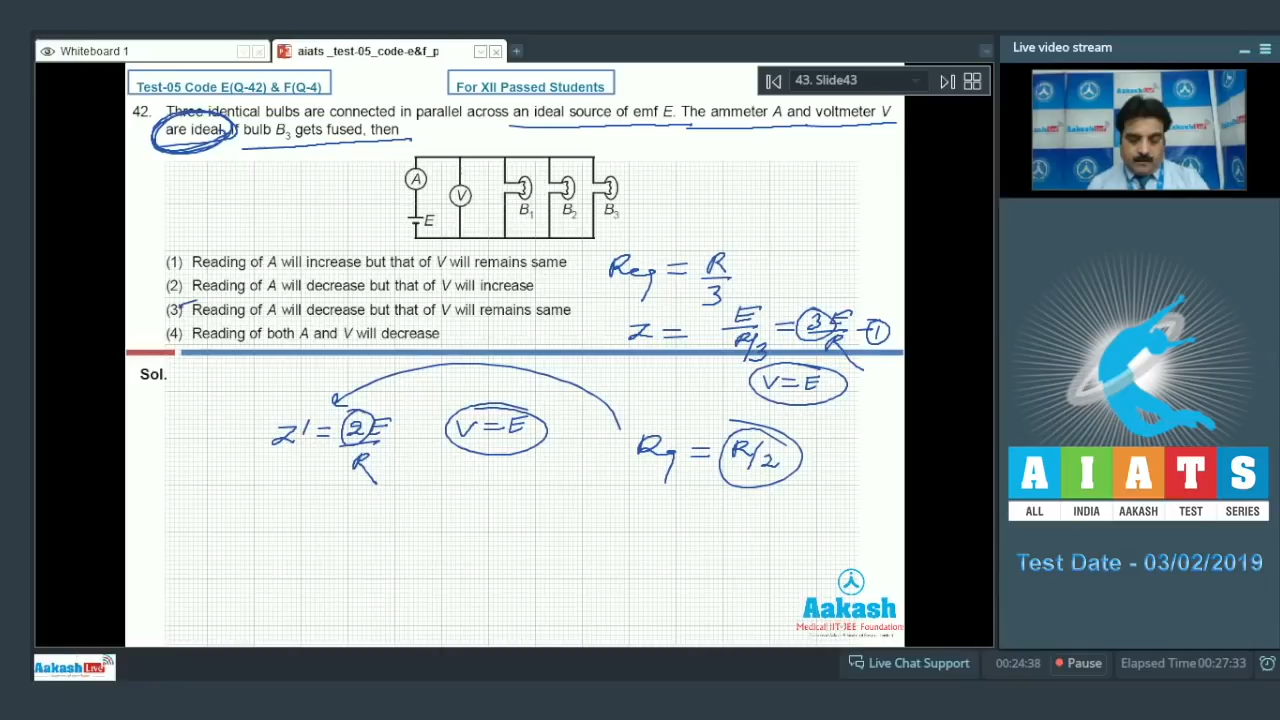 Whiteboard 1
aiats _test-05_code-e&f_p
Live video stream
43. Slide43
Test-05 Code E(Q-42) & F(Q-4)
For XII Passed Students
42. Three identical bulbs are connected in parallel across an ideal source of emf E. The ammeter A and voltmeter V
are ideal. If bulb B3 gets fused, then
A
V
E
B1
B2
B3
(1) Reading of A will increase but that of V will remains same
(2) Reading of A will decrease but that of V will increase
(3) Reading of A will decrease but that of V will remains same
(4) Reading of both A and V will decrease
Req = R/3
I = E/R/3 = 3E/R -①
V=E
Sol.
I' = 2E/R
V=E
Rq = R/2
A I A T S
ALL INDIA AAKASH TEST SERIES
Test Date - 03/02/2019
Aakash
Medical|IIT-JEE|Foundations
Aakash Live
Live Chat Support
00:24:38
Pause
Elapsed Time 00:27:33